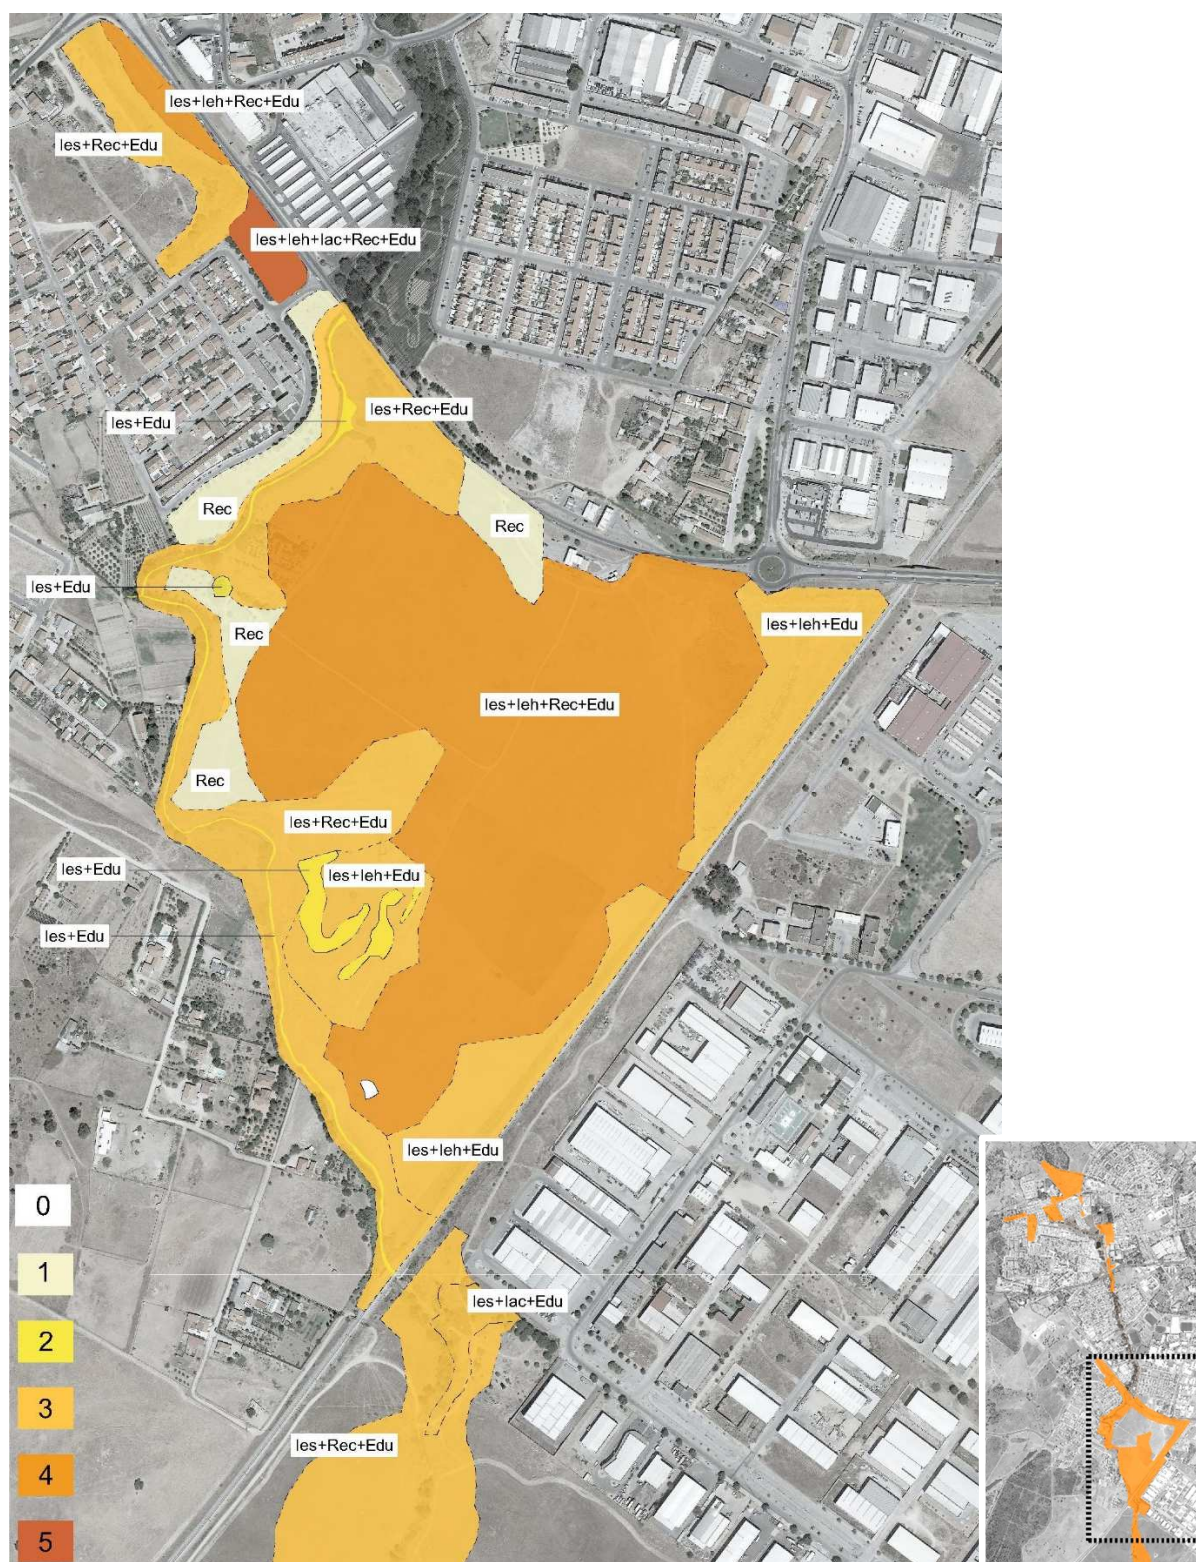 Ies+Ieh+Rec+Edu
Ies+Rec+Edu
Ies+Ieh+Iac+Rec+Edu
Ies+Rec+Edu
Ies+Edu
Rec
Rec
Ies+Edu
Ies+Ieh+Edu
Rec
Ies+Ieh+Rec+Edu
Rec
Ies+Rec+Edu
Ies+Edu
Ies+Ieh+Edu
Ies+Edu
Ies+Ieh+Edu
0
1
Ies+Iac+Edu
2
3
Ies+Rec+Edu
4
5